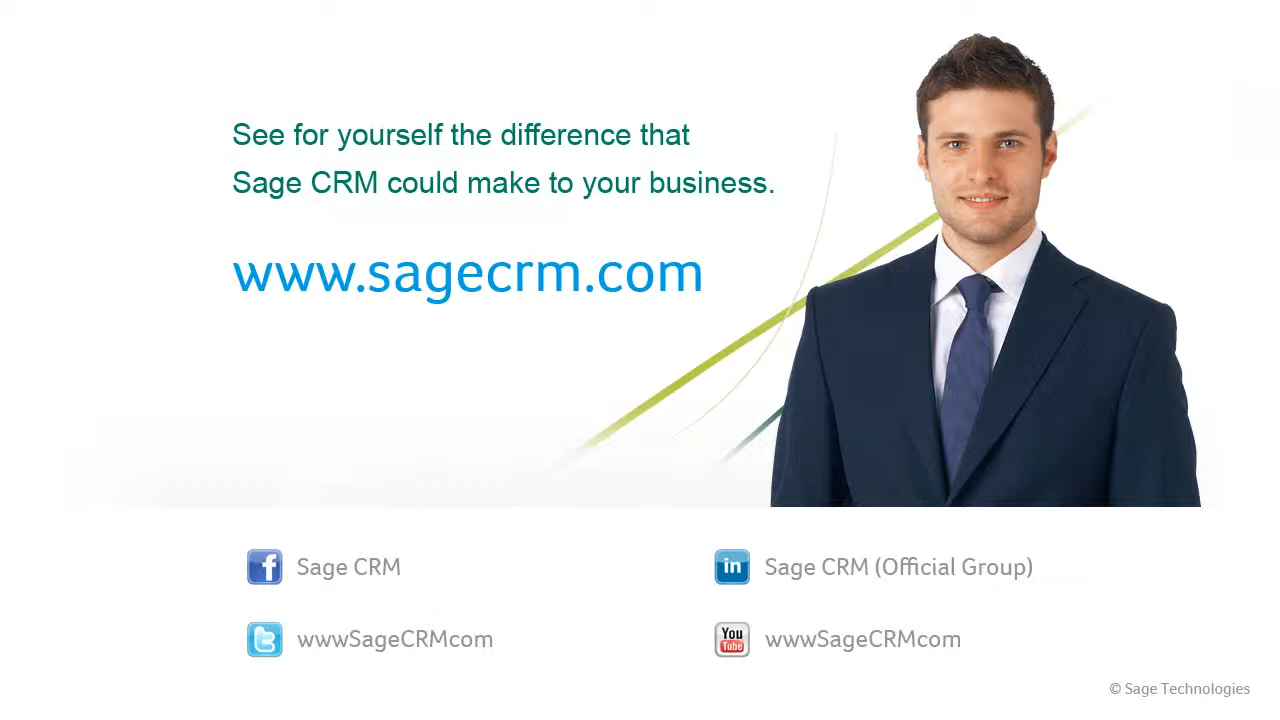 See for yourself the difference that
Sage CRM could make to your business.
www.sagecrm.com
f Sage CRM
in Sage CRM (Official Group)
t wwwSageCRMcom
You Tube wwwSageCRMcom
© Sage Technologies